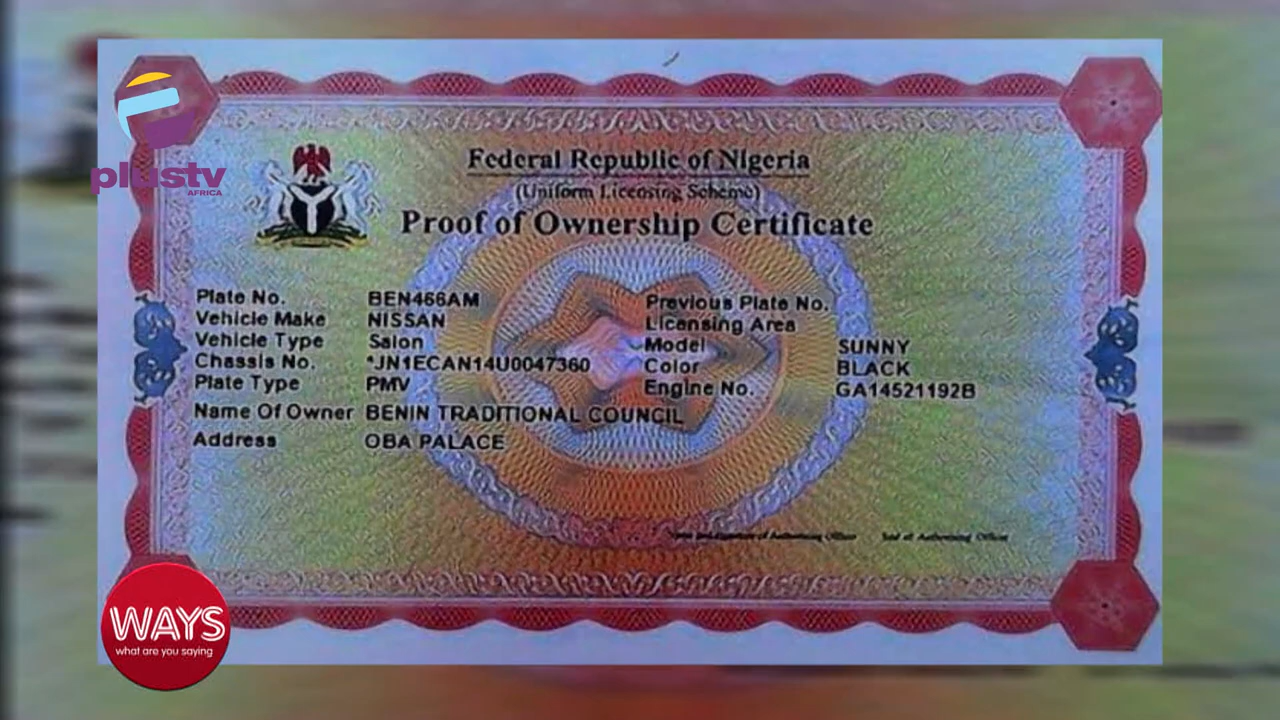 plustv
AFRICA
Federal Republic of Nigeria
(Uniform Licensing Scheme)
Proof of Ownership Certificate
Plate No. BEN466AM Previous Plate No.
Vehicle Make NISSAN Licensing Area
Vehicle Type Salon Model SUNNY
Chassis No. *JN1ECAN14U0047360 Color BLACK
Plate Type PMV Engine No. GA14521192B
Name Of Owner BENIN TRADITIONAL COUNCIL
Address OBA PALACE
of Authorising Officer Seal of Authorising Officer
WAYS
what are you saying